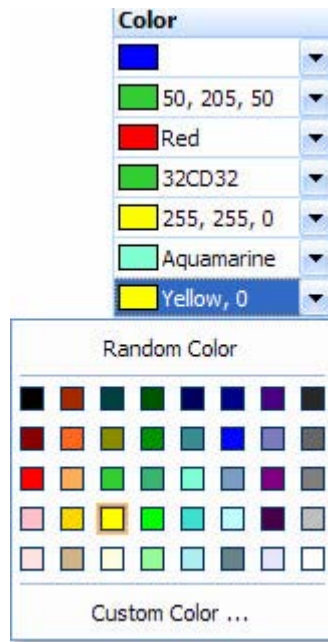 Color
50, 205, 50
Red
32CD32
255, 255, 0
Aquamarine
Yellow, 0
Random Color
Custom Color ...